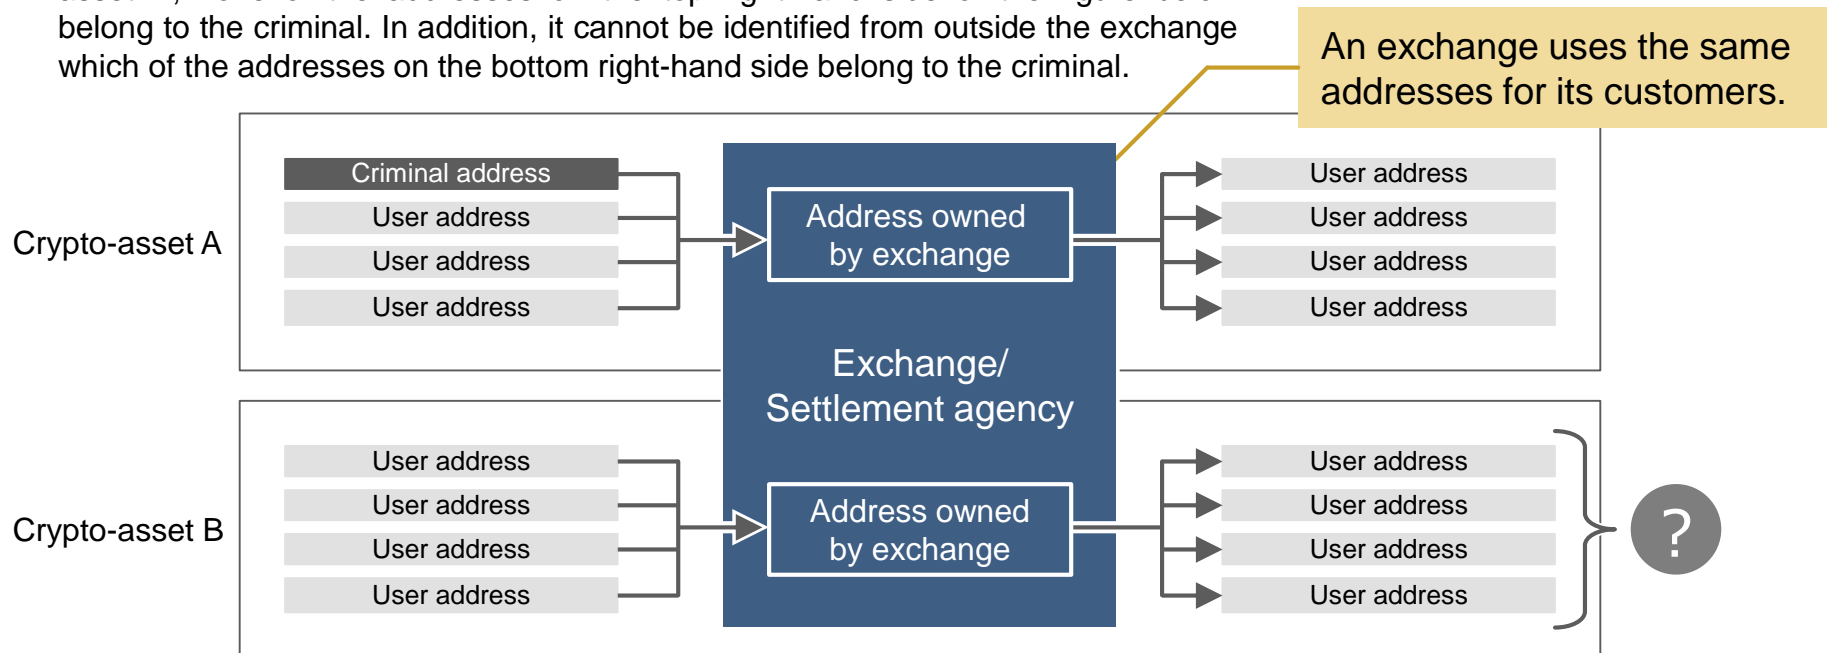 belong to the criminal. In addition, it cannot be identified from outside the exchange
which of the addresses on the bottom right-hand side belong to the criminal.
An exchange uses the same
addresses for its customers.
Crypto-asset A
Criminal address
User address
User address
User address
Address owned
by exchange
User address
User address
User address
User address
Exchange/
Settlement agency
Crypto-asset B
User address
User address
User address
User address
Address owned
by exchange
User address
User address
User address
User address
?